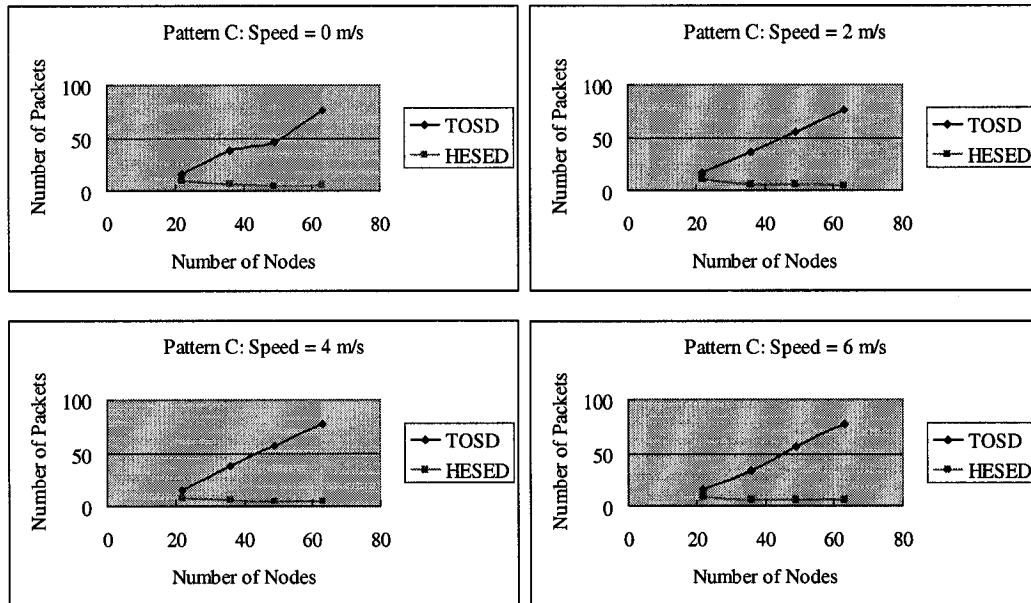 Pattern C: Speed = 0 m/s
Number of Packets
100
50
0
0 20 40 60 80
Number of Nodes
TOSD
HESED
Pattern C: Speed = 2 m/s
Number of Packets
100
50
0
0 20 40 60 80
Number of Nodes
TOSD
HESED
Pattern C: Speed = 4 m/s
Number of Packets
100
50
0
0 20 40 60 80
Number of Nodes
TOSD
HESED
Pattern C: Speed = 6 m/s
Number of Packets
100
50
0
0 20 40 60 80
Number of Nodes
TOSD
HESED